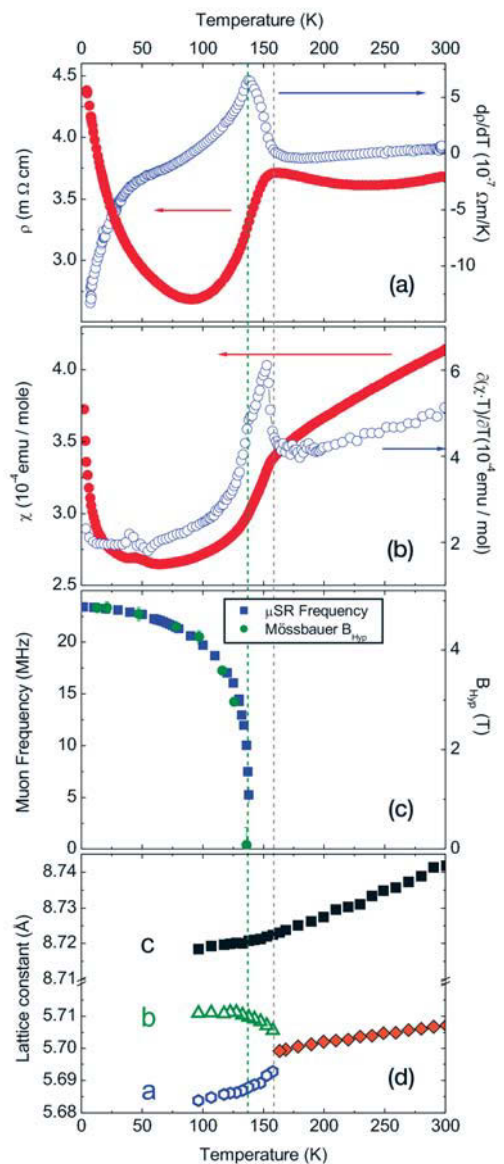 Temperature (K)
0 50 100 150 200 250 300
4.5
4.0
3.5
3.0
ρ (m Ω cm)
5
0
-5
-10
dρ/dT (10⁻⁷ Ωm/K)
(a)
4.0
3.5
3.0
2.5
χ (10⁻⁴ emu / mole)
6
4
2
∂(χ·T)/∂T(10⁻⁴ emu / mol)
(b)
μSR Frequency
Mössbauer B_Hyp
20
15
10
5
0
Muon Frequency (MHz)
4
2
0
B_Hyp (T)
(c)
8.74
8.73
8.72
8.71
5.71
5.70
5.69
5.68
Lattice constant (Å)
c
b
a
(d)
0 50 100 150 200 250 300
Temperature (K)